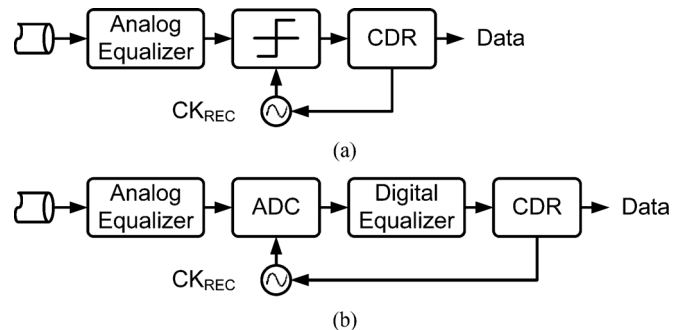 Analog
Equalizer
CDR
Data
CKREC
(a)
Analog
Equalizer
ADC
Digital
Equalizer
CDR
Data
CKREC
(b)